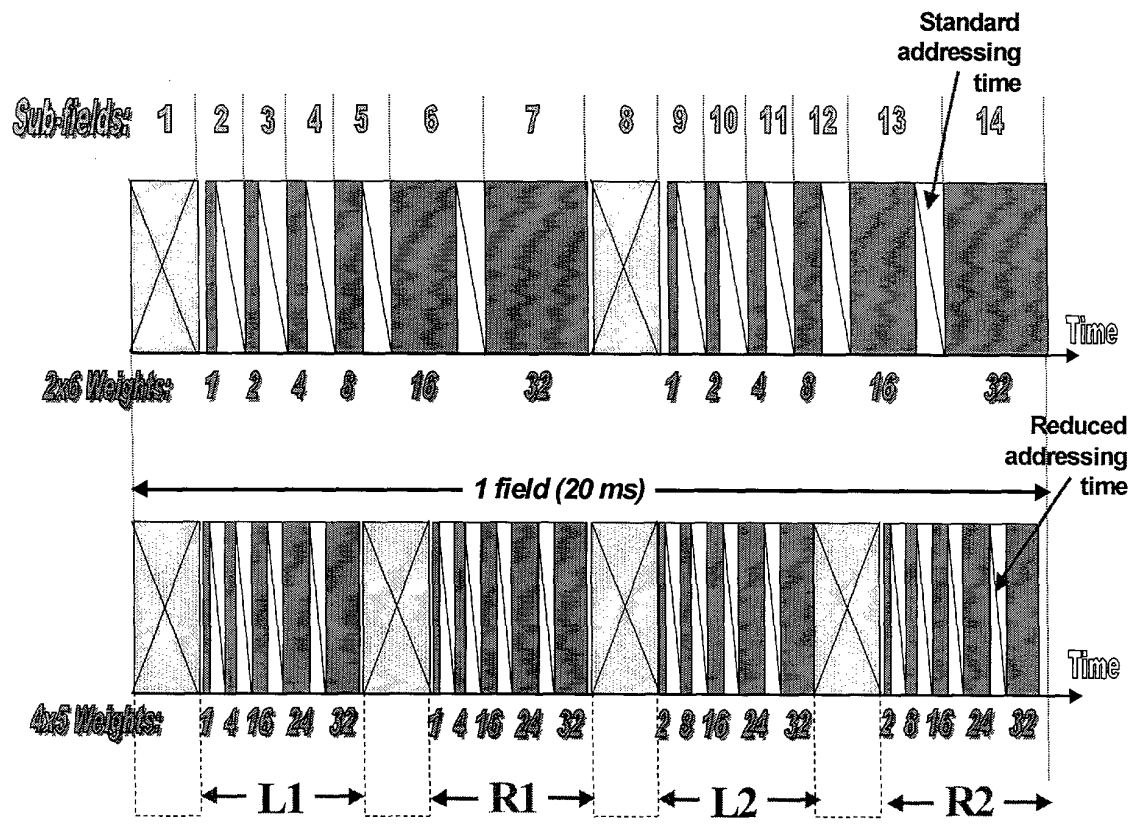 Standard
addressing
time
Sub-fields: 1 2 3 4 5 6 7 8 9 10 11 12 13 14
Time
2x6 Weights: 1 2 4 8 16 32 1 2 4 8 16 32
Reduced
addressing
time
1 field (20 ms)
Time
4x5 Weights: 1 4 16 24 32 1 4 16 24 32 2 8 16 24 32 2 8 16 24 32
L1 R1 L2 R2